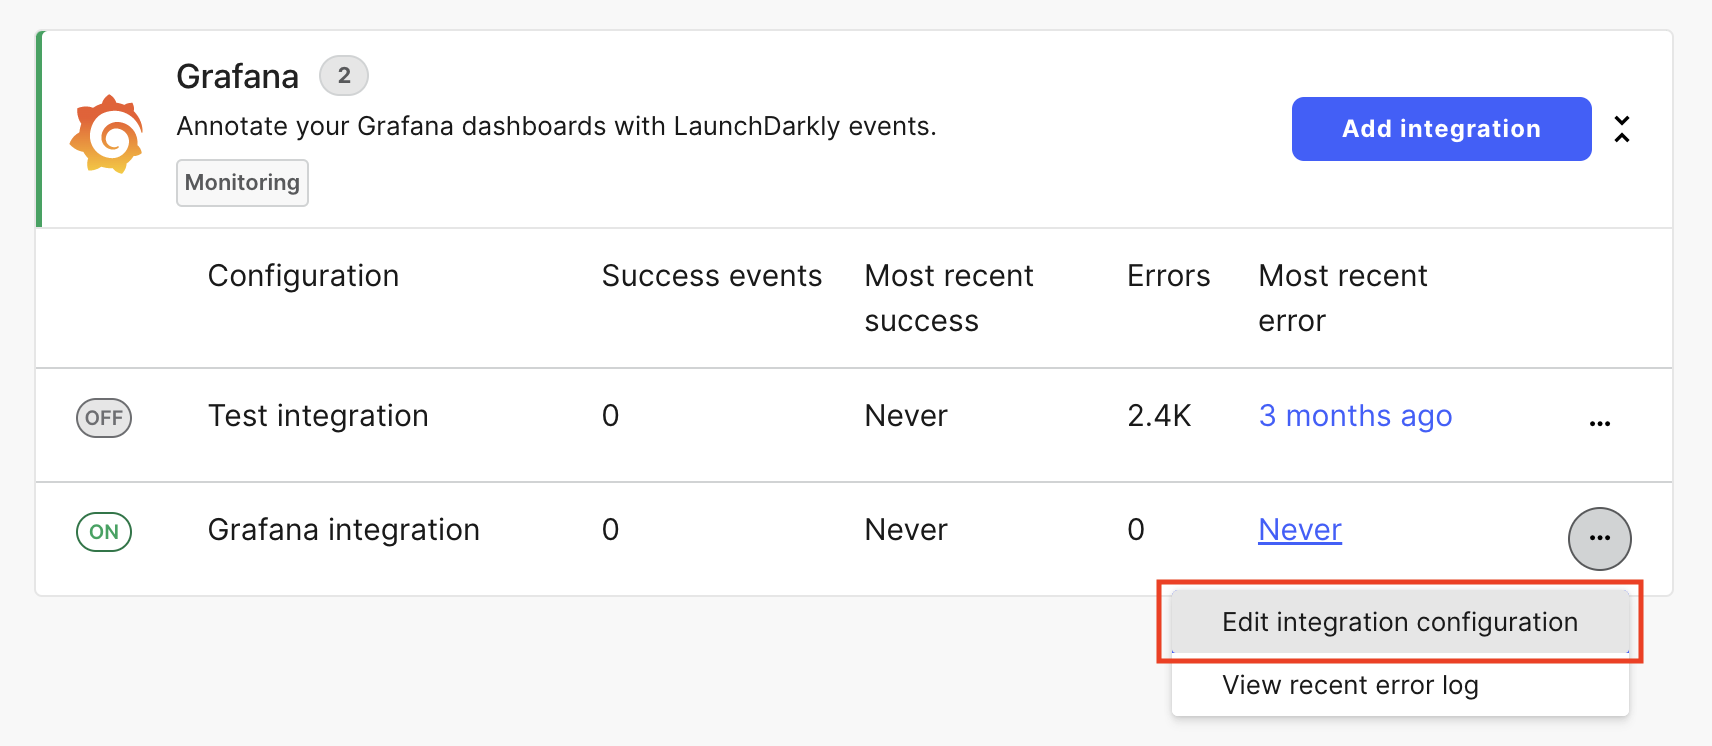 Grafana 2
Annotate your Grafana dashboards with LaunchDarkly events.
Monitoring
Add integration
Configuration Success events Most recent success Errors Most recent error
OFF Test integration 0 Never 2.4K 3 months ago ...
ON Grafana integration 0 Never 0 Never ...
Edit integration configuration
View recent error log